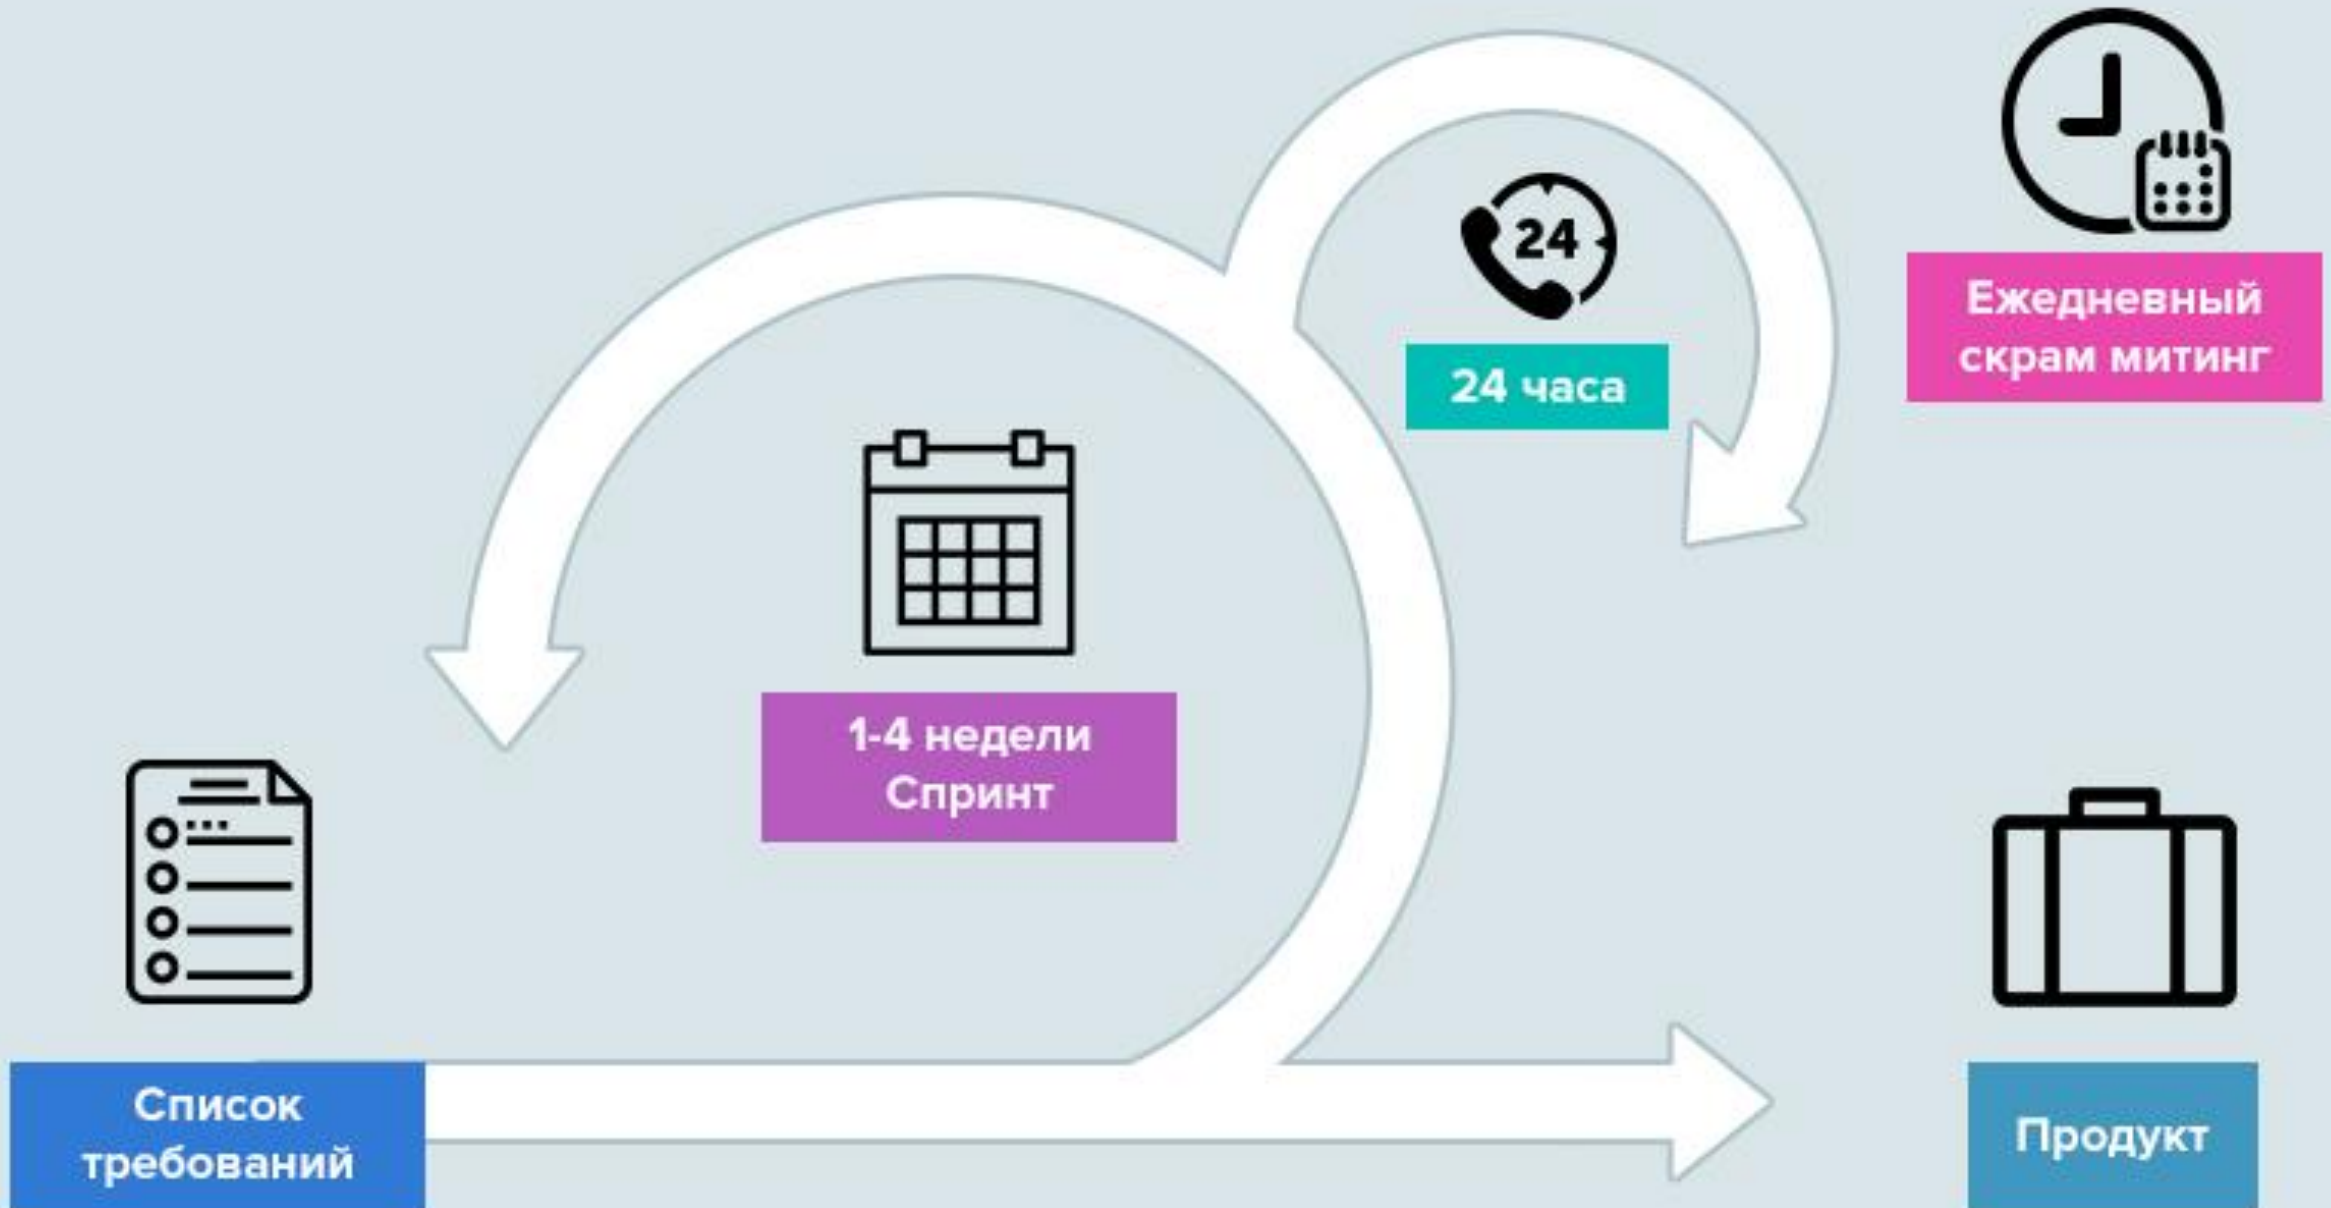 24
Ежедневный
скрам митинг
24 часа
1-4 недели
Спринт
Список
требований
Продукт